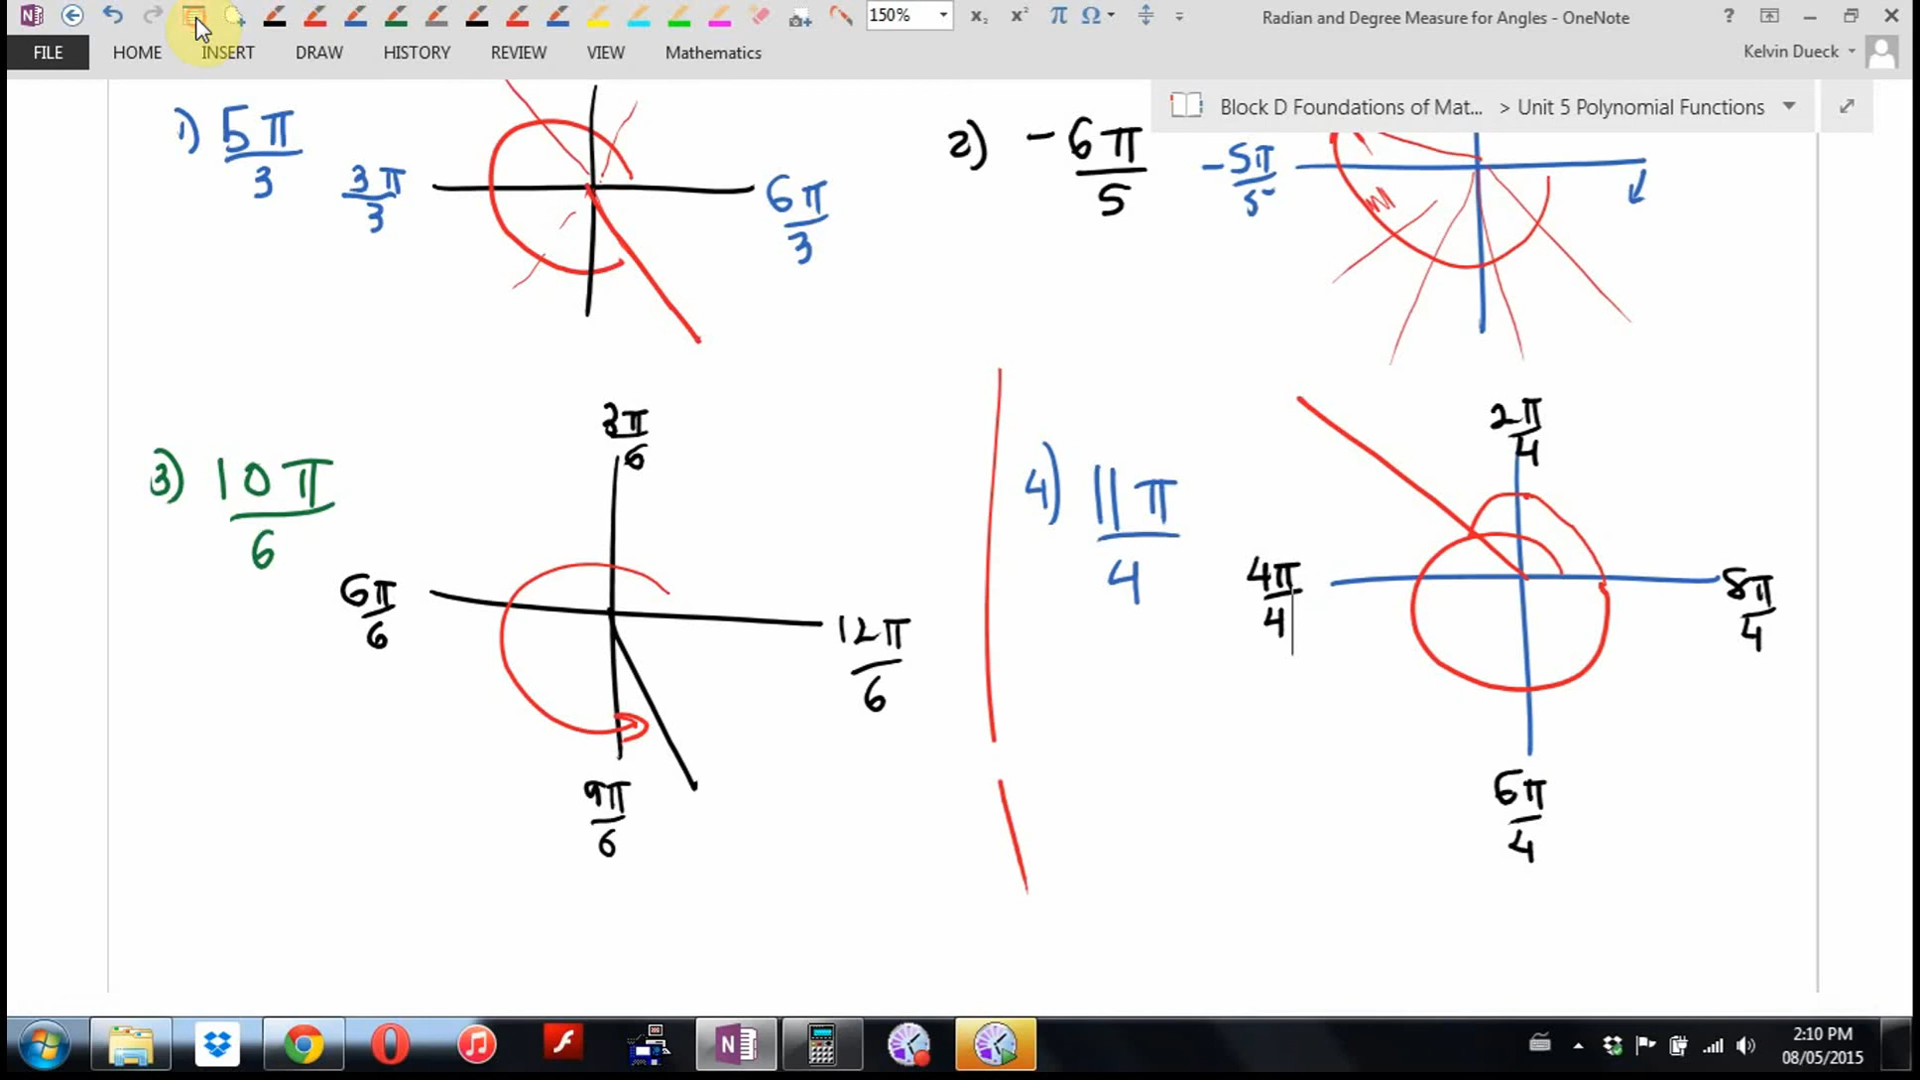 150%
x₂ x² π Ω
Radian and Degree Measure for Angles - OneNote
?
FILE HOME INSERT DRAW HISTORY REVIEW VIEW Mathematics
Kelvin Dueck
Block D Foundations of Mat... > Unit 5 Polynomial Functions
1) 5π/3
3π/3
6π/3
2) -6π/5
-5π/5
3) 10π/6
3π/6
6π/6
12π/6
9π/6
4) 11π/4
2π/4
4π/4
8π/4
6π/4
2:10 PM
08/05/2015